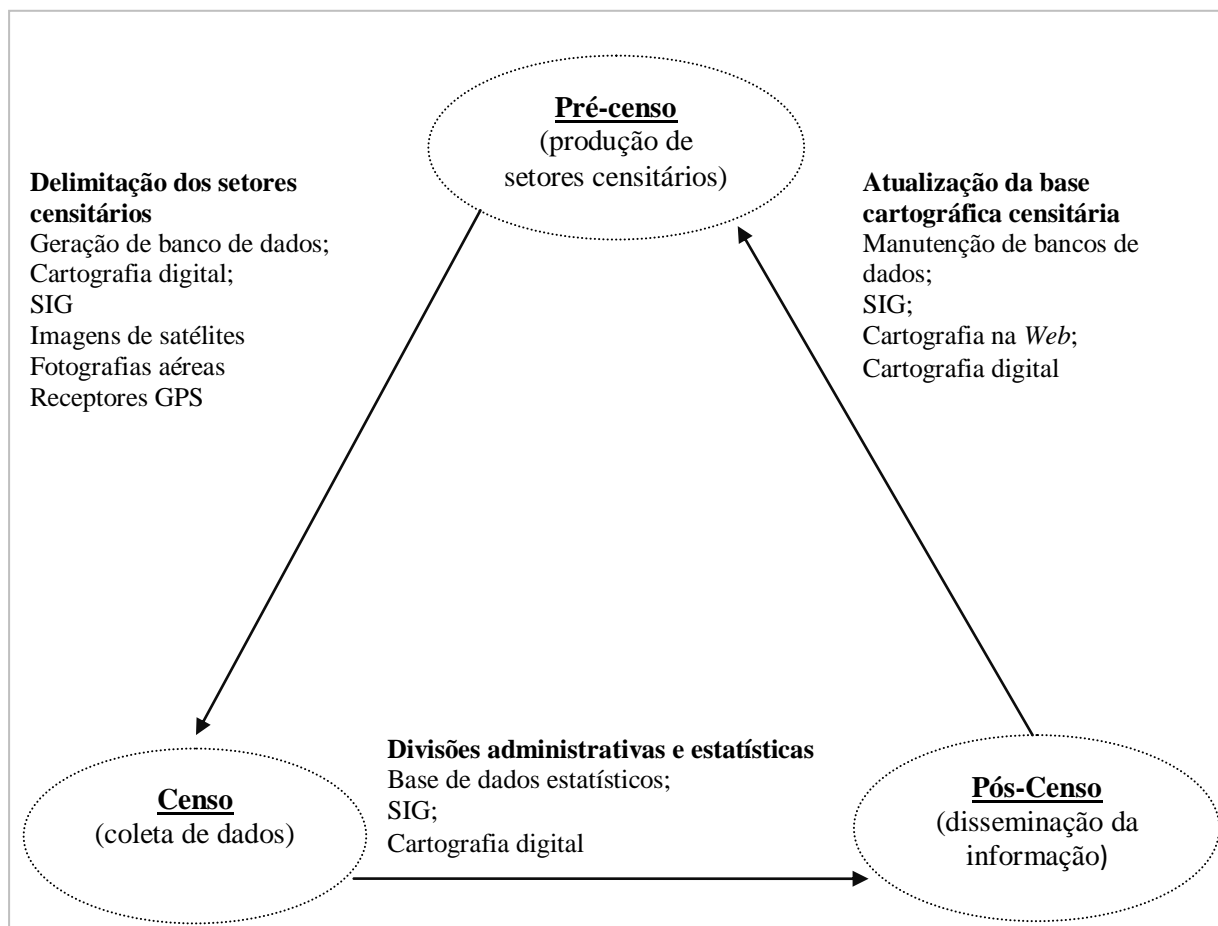 Pré-censo
(produção de
setores censitários)
Delimitação dos setores
censitários
Geração de banco de dados;
Cartografia digital;
SIG
Imagens de satélites
Fotografias aéreas
Receptores GPS
Atualização da base
cartográfica censitária
Manutenção de bancos de
dados;
SIG;
Cartografia na Web;
Cartografia digital
Censo
(coleta de dados)
Divisões administrativas e estatísticas
Base de dados estatísticos;
SIG;
Cartografia digital
Pós-Censo
(disseminação da
informação)